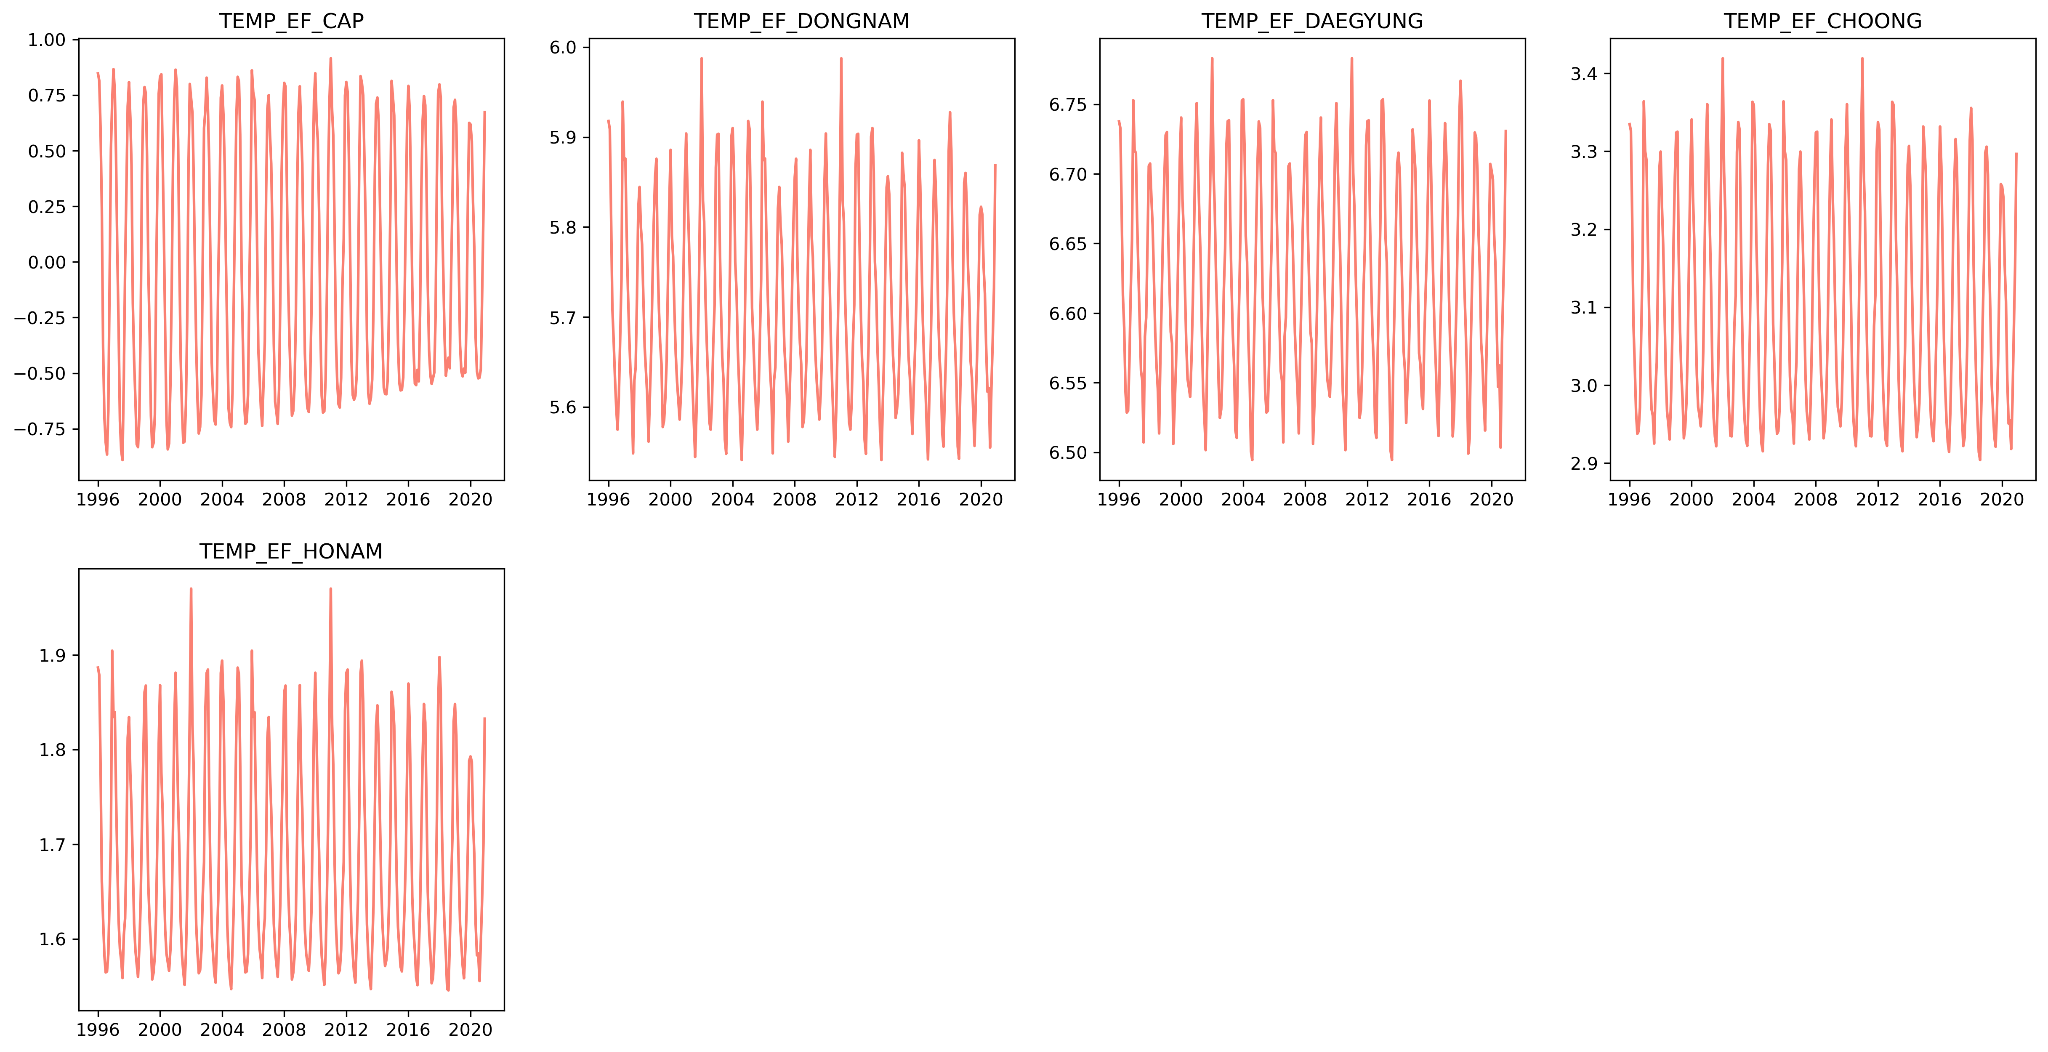 TEMP_EF_CAP
1.00
0.75
0.50
0.25
0.00
−0.25
−0.50
−0.75
1996 2000 2004 2008 2012 2016 2020
TEMP_EF_DONGNAM
6.0
5.9
5.8
5.7
5.6
1996 2000 2004 2008 2012 2016 2020
TEMP_EF_DAEGYUNG
6.75
6.70
6.65
6.60
6.55
6.50
1996 2000 2004 2008 2012 2016 2020
TEMP_EF_CHOONG
3.4
3.3
3.2
3.1
3.0
2.9
1996 2000 2004 2008 2012 2016 2020
TEMP_EF_HONAM
1.9
1.8
1.7
1.6
1996 2000 2004 2008 2012 2016 2020